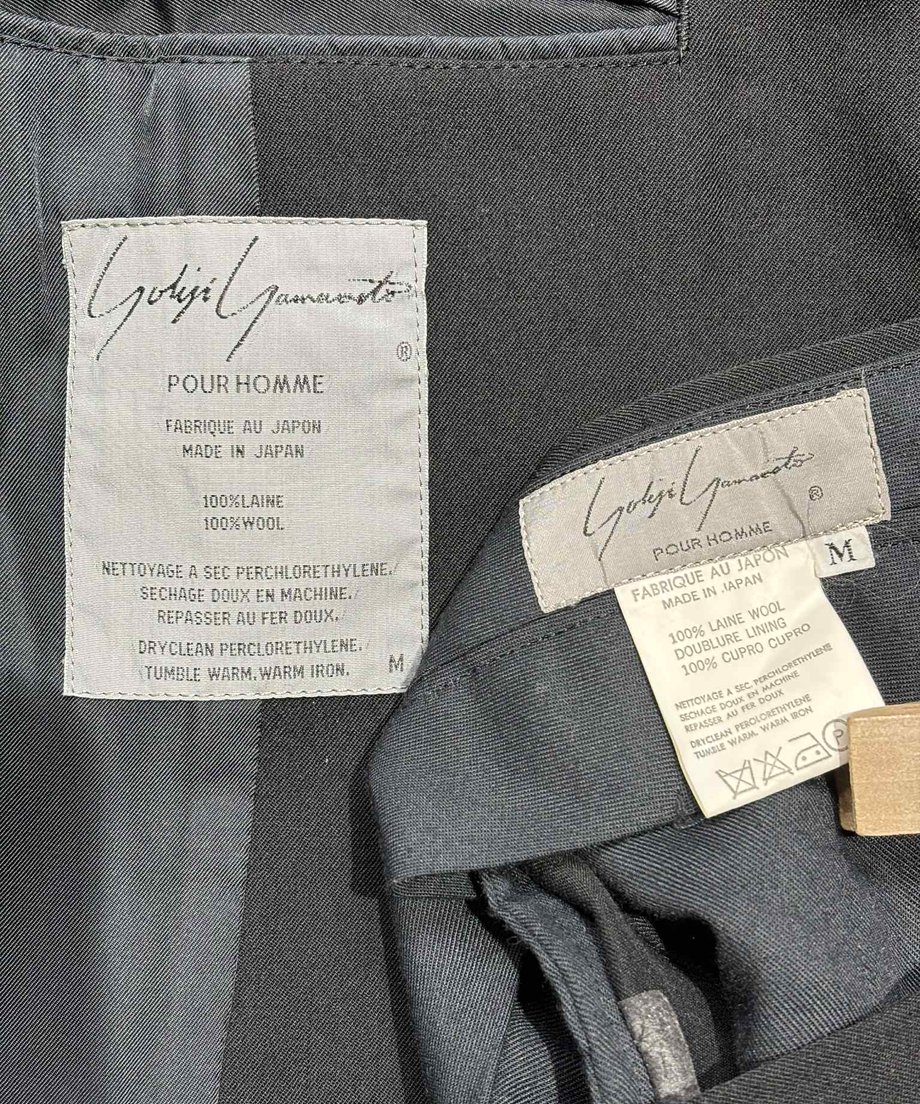 Yohji Yamamoto
®
POUR HOMME
FABRIQUE AU JAPON
MADE IN JAPAN
100%LAINE
100%WOOL
NETTOYAGE A SEC PERCHLORETHYLENE./
SECHAGE DOUX EN MACHINE./
REPASSER AU FER DOUX.
DRYCLEAN PERCLORETHYLENE./
TUMBLE WARM, WARM IRON.
M
Yohji Yamamoto
®
POUR HOMME
M
FABRIQUE AU JAPON
MADE IN JAPAN
100% LAINE WOOL
DOUBLURE LINING
100% CUPRO CUPRO
NETTOYAGE A SEC. PERCHLORETHYLENE
SECHAGE DOUX EN MACHINE
REPASSER AU FER DOUX
DRYCLEAN PERCLORETHYLENE
TUMBLE WARM, WARM IRON
P